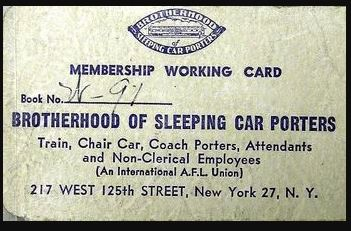 BROTHERHOOD
of
SLEEPING CAR PORTERS
MEMBERSHIP WORKING CARD
Book No.
BROTHERHOOD OF SLEEPING CAR PORTERS
Train, Chair Car, Coach Porters, Attendants
and Non-Clerical Employees
(An International A.F.L. Union)
217 WEST 125th STREET, New York 27, N. Y.